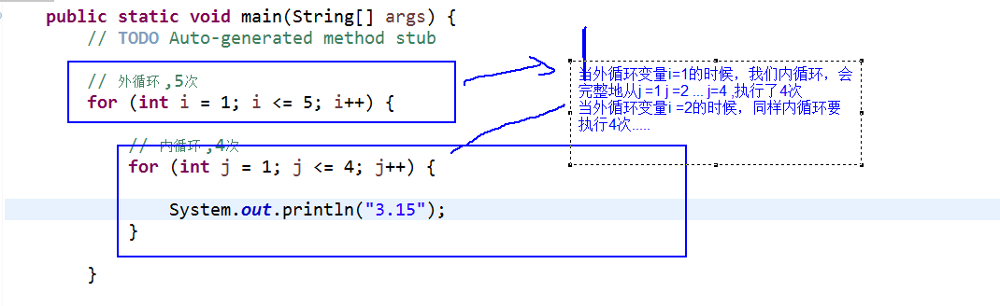 public static void main(String[] args) {
// TODO Auto-generated method stub
// 外循环 ,5次
for (int i = 1; i <= 5; i++) {
当外循环变量i=1的时候，我们内循环，会
完整地从j =1 j =2 ... j=4 ,执行了4次
当外循环变量i =2的时候，同样内循环要
执行4次.....
// 内循环 ,4次
for (int j = 1; j <= 4; j++) {
System.out.println("3.15");
}
}